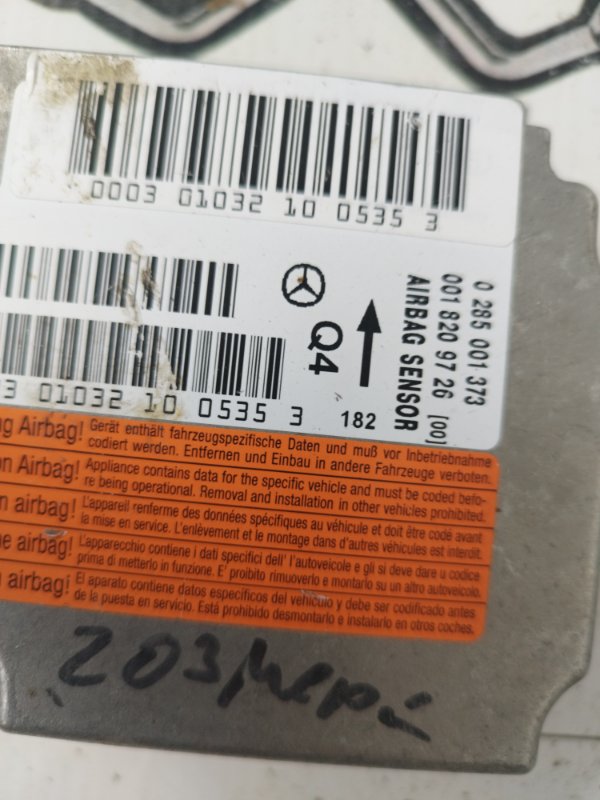 0003 01032 10 0535 3
0 285 001 373
001 820 97 26 [00]
AIRBAG SENSOR
Q4
182
3 01032 10 0535 3
g Airbag! Gerät enthält fahrzeugspezifische Daten und muß vor Inbetriebnahme
codiert werden. Entfernen und Einbau in andere Fahrzeuge verboten.
n Airbag! Appliance contains data for the specific vehicle and must be coded befo-
re being operational. Removal and installation in other vehicles prohibited.
n airbag! L'appareil renferme des données spécifiques au véhicule et doit être codé avant
la mise en service. L'enlèvement et le montage dans d'autres véhicules est interdit.
e airbag! L'apparecchio contiene i dati specifici dell' l'autoveicole e gli si deve dare u codice
prima di metterlo in funzione. E' proibito rimuoverlo e montarlo su un altro autoveicolo.
airbag! El aparato contiene datos específicos del vehículo y debe ser codificado antes
de la puesta en servicio. Está prohibido desmontarlo e instalarlo en otros coches.
203